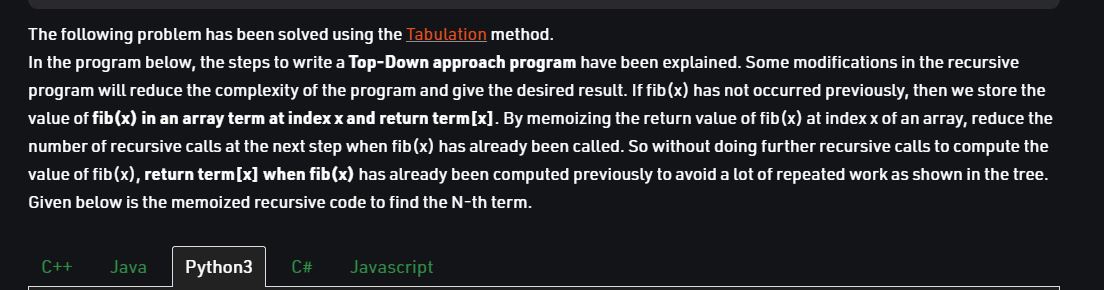 The following problem has been solved using the Tabulation method.
In the program below, the steps to write a Top-Down approach program have been explained. Some modifications in the recursive
program will reduce the complexity of the program and give the desired result. If fib(x) has not occurred previously, then we store the
value of fib(x) in an array term at index x and return term[x]. By memoizing the return value of fib(x) at index x of an array, reduce the
number of recursive calls at the next step when fib(x) has already been called. So without doing further recursive calls to compute the
value of fib(x), return term[x] when fib(x) has already been computed previously to avoid a lot of repeated work as shown in the tree.
Given below is the memoized recursive code to find the N-th term.
C++ Java Python3 C# Javascript